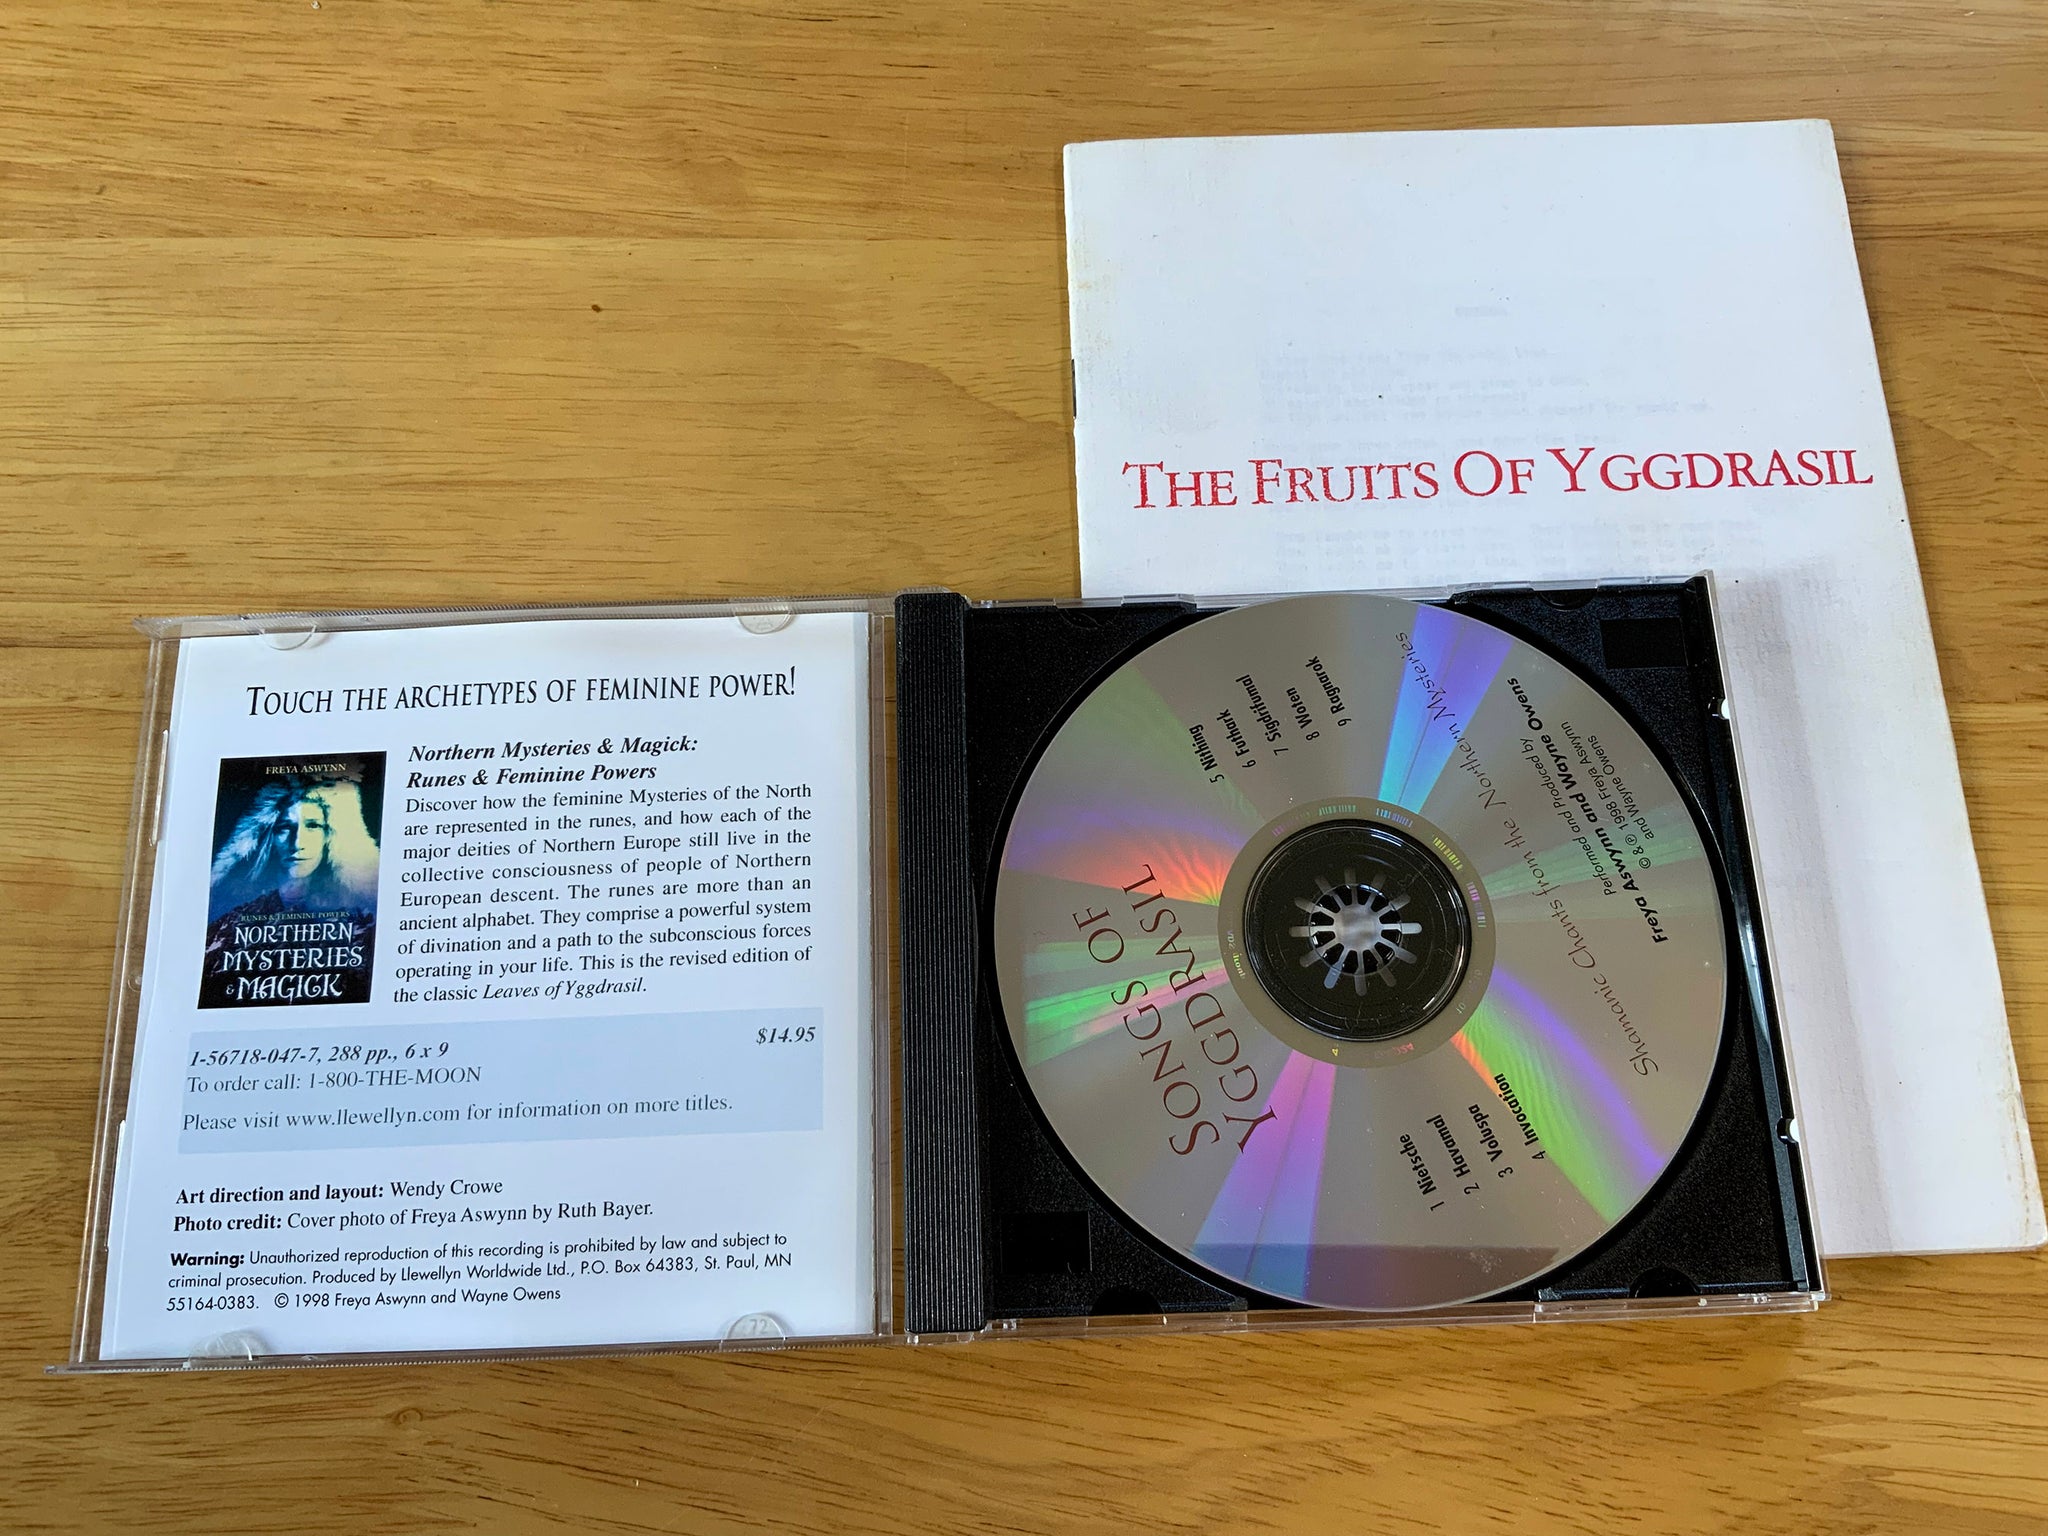 THE FRUITS OF YGGDRASIL
TOUCH THE ARCHETYPES OF FEMININE POWER!
FREYA ASWYNN
RUNES & FEMININE POWERS
NORTHERN
MYSTERIES
& MAGICK
Northern Mysteries & Magick:
Runes & Feminine Powers
Discover how the feminine Mysteries of the North
are represented in the runes, and how each of the
major deities of Northern Europe still live in the
collective consciousness of people of Northern
European descent. The runes are more than an
ancient alphabet. They comprise a powerful system
of divination and a path to the subconscious forces
operating in your life. This is the revised edition of
the classic Leaves of Yggdrasil.
1-56718-047-7, 288 pp., 6 x 9 $14.95
To order call: 1-800-THE-MOON
Please visit www.llewellyn.com for information on more titles.
Art direction and layout: Wendy Crowe
Photo credit: Cover photo of Freya Aswynn by Ruth Bayer.
Warning: Unauthorized reproduction of this recording is prohibited by law and subject to
criminal prosecution. Produced by Llewellyn Worldwide Ltd., P.O. Box 64383, St. Paul, MN
55164-0383. © 1998 Freya Aswynn and Wayne Owens
72
SONGS OF
YGGDRASIL
1 Nietsche
2 Havamal
3 Voluspa
4 Invocation
5 Nithing
6 Futhark
7 Sigdrifumal
8 Woten
9 Ragnarok
Shamanic Chants from the Northern Mysteries
Performed and Produced by
Freya Aswynn and Wayne Owens
© & ℗ 1998 Freya Aswynn
and Wayne Owens